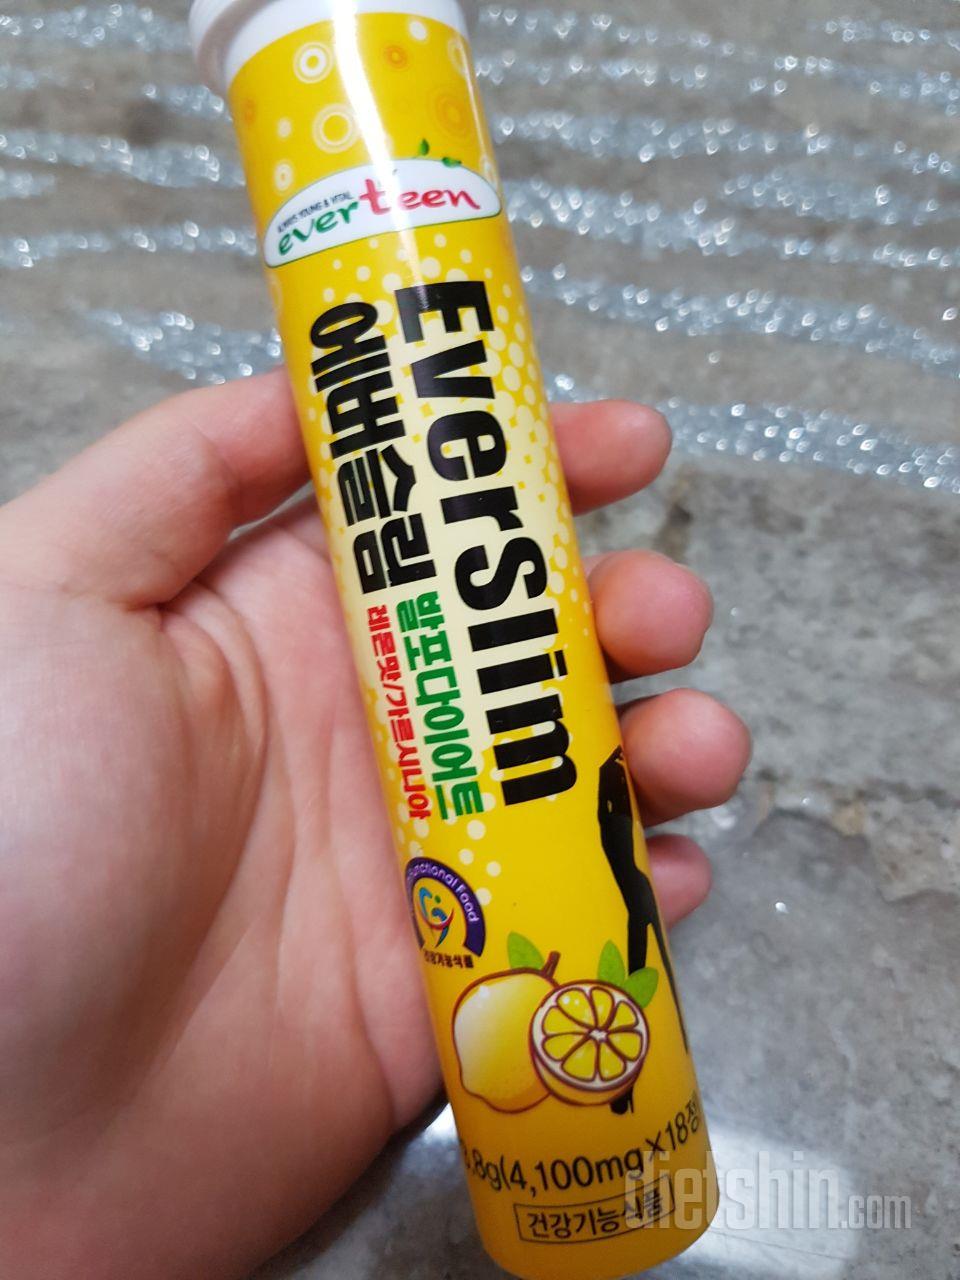 ALWAYS YOUNG & VITAL
everteen
EverSlim
에버슬림 발포다이어트
레몬맛/가르시니아
Functional Food
건강기능식품
.8g(4,100mg×18정)
건강기능식품
dietshin.com